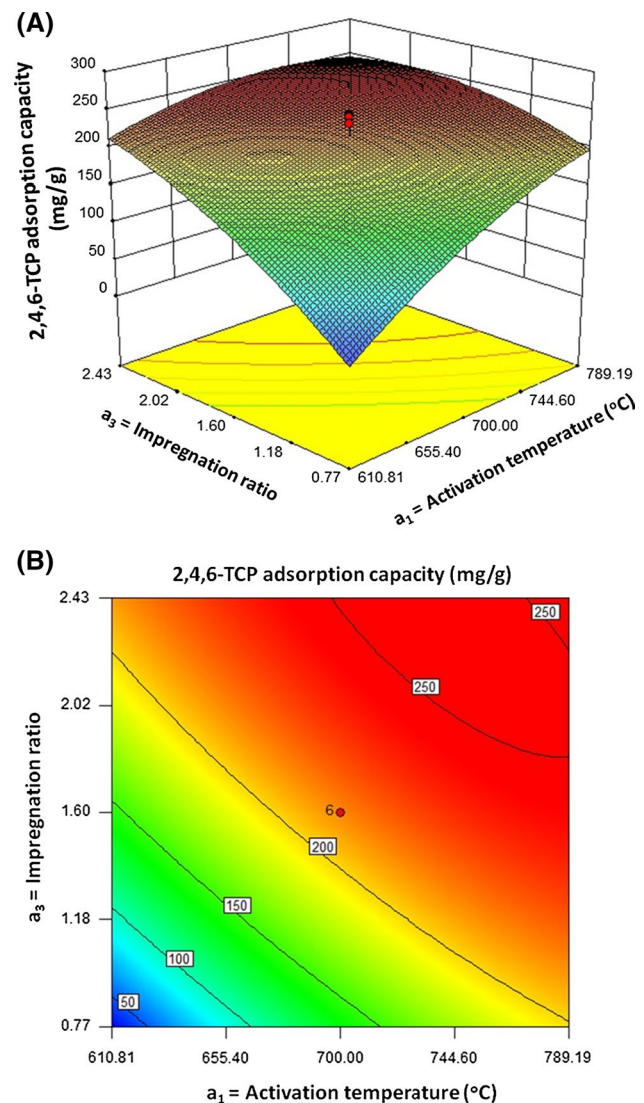 (A)
300
250
200
150
100
50
0
2,4,6-TCP adsorption capacity
(mg/g)
2.43
2.02
1.60
1.18
0.77
a₃ = Impregnation ratio
789.19
744.60
700.00
655.40
610.81
a₁ = Activation temperature (°C)
(B)
2,4,6-TCP adsorption capacity (mg/g)
2.43
2.02
1.60
1.18
0.77
a₃ = Impregnation ratio
250
250
6
200
150
100
50
610.81 655.40 700.00 744.60 789.19
a₁ = Activation temperature (°C)